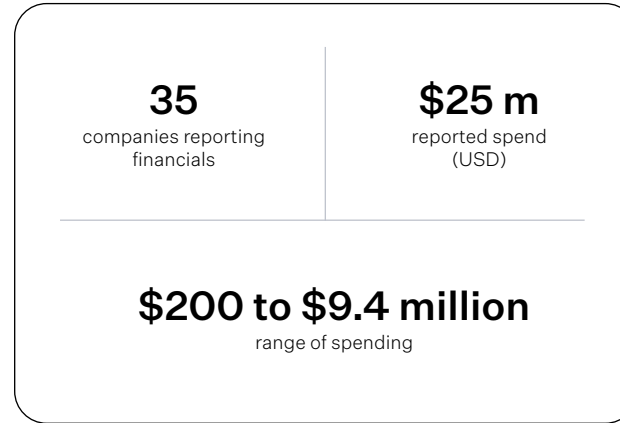 35
companies reporting
financials
$25 m
reported spend
(USD)
$200 to $9.4 million
range of spending